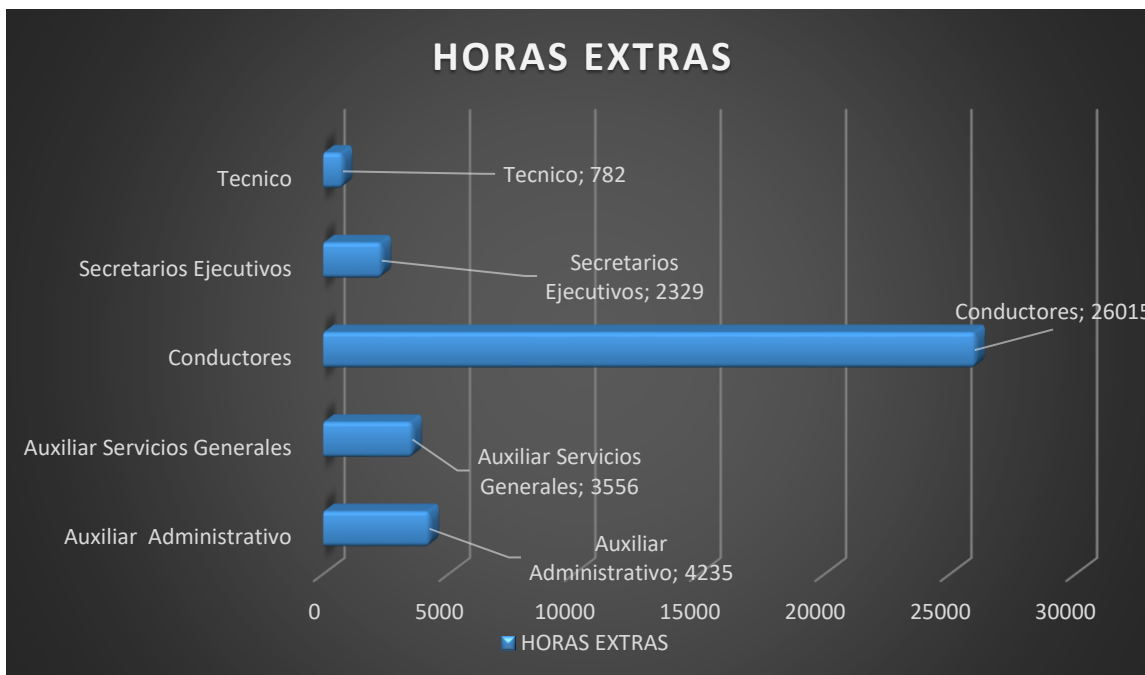 HORAS EXTRAS
Tecnico
Tecnico; 782
Secretarios Ejecutivos
Secretarios
Ejecutivos; 2329
Conductores
Conductores; 26015
Auxiliar Servicios Generales
Auxiliar Servicios
Generales; 3556
Auxiliar  Administrativo
Auxiliar
Administrativo; 4235
0 5000 10000 15000 20000 25000 30000
HORAS EXTRAS